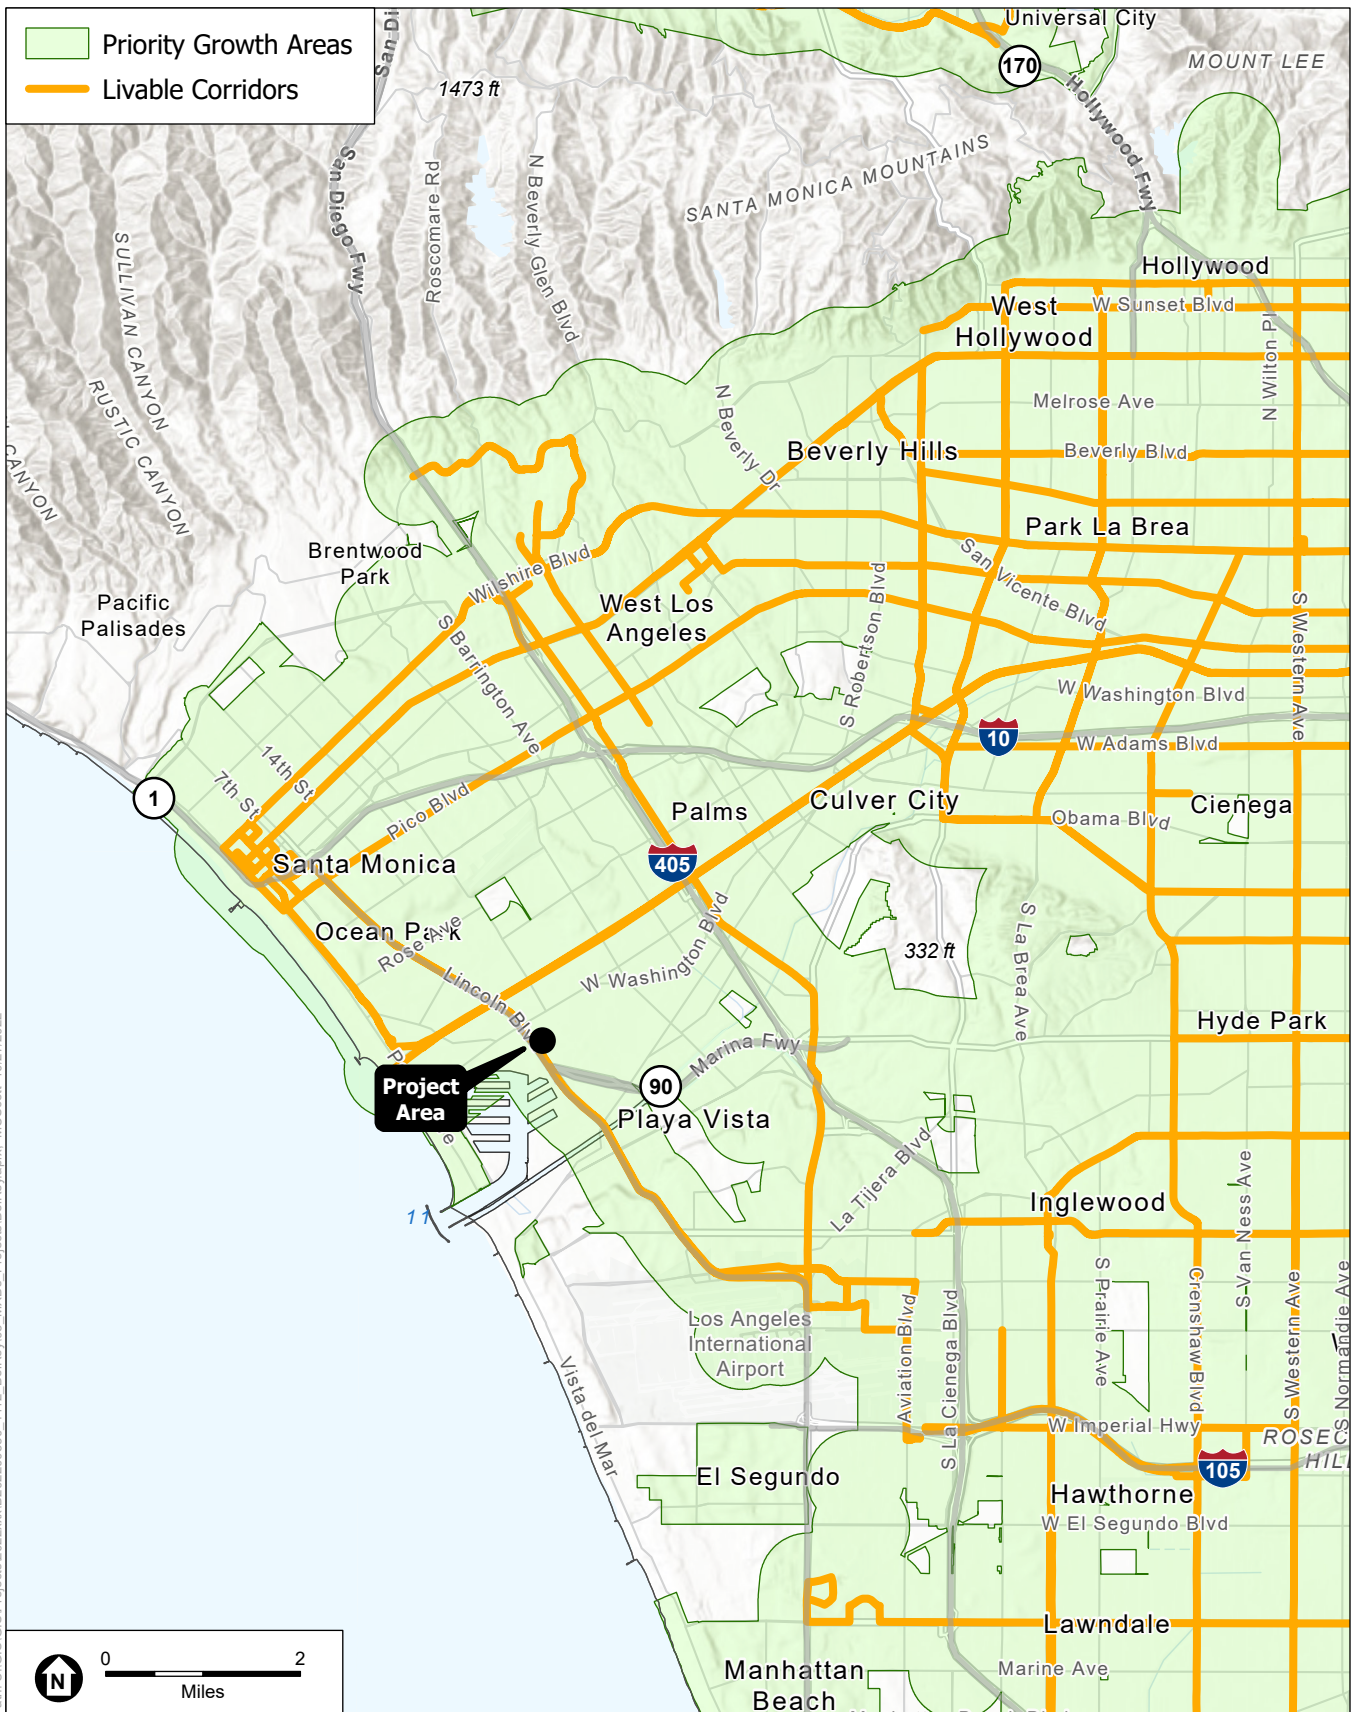 Priority Growth Areas
Livable Corridors
San Di
Universal City
170
MOUNT LEE
1473 ft
Hollywood Fwy
San Diego Fwy
Roscomare Rd
N Beverly Glen Blvd
SANTA MONICA MOUNTAINS
SULLIVAN CANYON
RUSTIC CANYON
CANYON
Hollywood
West
Hollywood
W Sunset Blvd
N Wilton Pl
Melrose Ave
N Beverly Dr
Beverly Hills
Beverly Blvd
Park La Brea
Brentwood
Park
Wilshire Blvd
San Vicente Blvd
Pacific
Palisades
West Los
Angeles
S Barrington Ave
S Robertson Blvd
S Western Ave
W Washington Blvd
10
W Adams Blvd
14th St
7th St
1
Pico Blvd
Palms
Culver City
Cienega
Obama Blvd
Santa Monica
405
Ocean Park
Rose Ave
W Washington Blvd
332 ft
S La Brea Ave
Lincoln Blvd
Hyde Park
Marina Fwy
Project
Area
90
Playa Vista
La Tijera Blvd
11
Inglewood
S Van Ness Ave
S Prairie Ave
Crenshaw Blvd
S Western Ave
S Normandie Ave
Los Angeles
International
Airport
Aviation Blvd
S La Cienega Blvd
Vista del Mar
W Imperial Hwy
ROSEC
HILL
105
El Segundo
Hawthorne
W El Segundo Blvd
Lawndale
Marine Ave
Manhattan
Beach
N
0 2
Miles